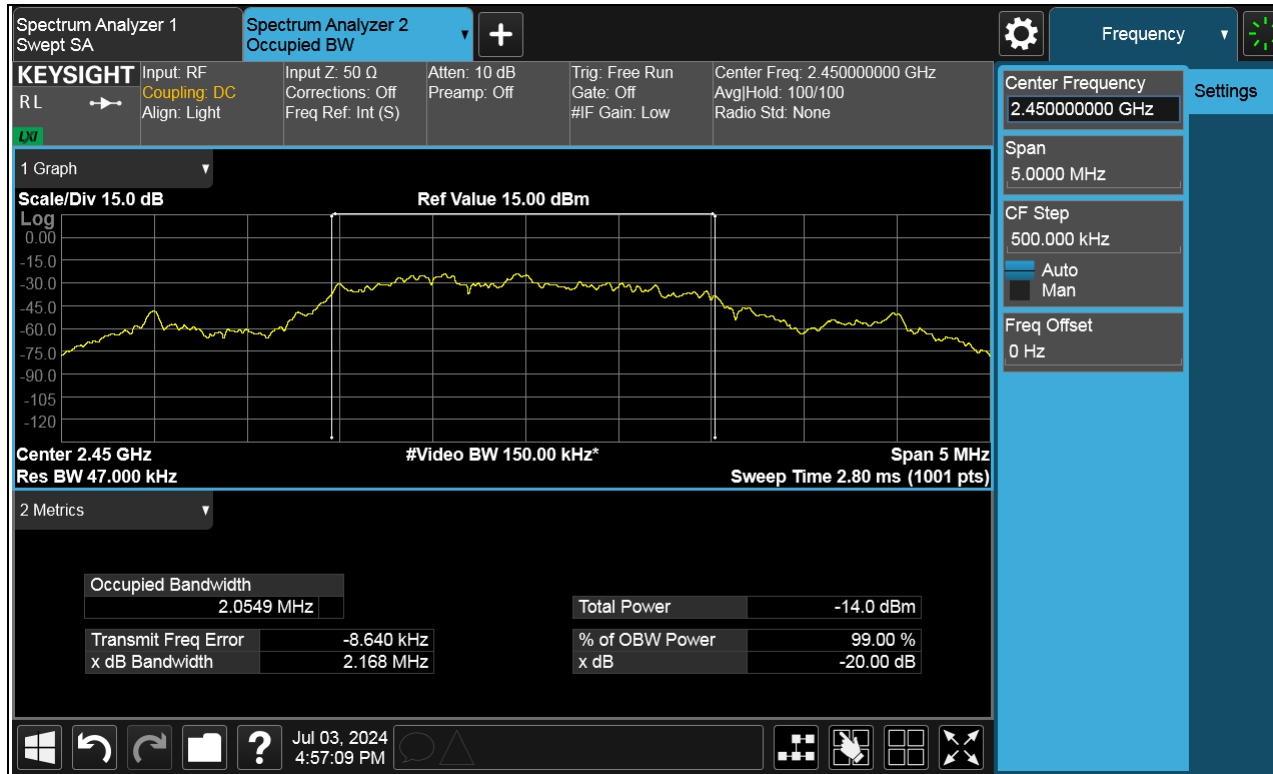 Spectrum Analyzer 1
Swept SA
Spectrum Analyzer 2
Occupied BW
Frequency
KEYSIGHT
R L
LXI
Input: RF
Coupling: DC
Align: Light
Input Z: 50 Ω
Corrections: Off
Freq Ref: Int (S)
Atten: 10 dB
Preamp: Off
Trig: Free Run
Gate: Off
#IF Gain: Low
Center Freq: 2.450000000 GHz
Avg|Hold: 100/100
Radio Std: None
Center Frequency
2.450000000 GHz
Settings
Span
5.0000 MHz
CF Step
500.000 kHz
Auto
Man
Freq Offset
0 Hz
1 Graph
Scale/Div 15.0 dB
Ref Value 15.00 dBm
Log
0.00
-15.0
-30.0
-45.0
-60.0
-75.0
-90.0
-105
-120
Center 2.45 GHz
#Video BW 150.00 kHz*
Span 5 MHz
Res BW 47.000 kHz
Sweep Time 2.80 ms (1001 pts)
2 Metrics
Occupied Bandwidth
2.0549 MHz
Total Power -14.0 dBm
Transmit Freq Error -8.640 kHz
% of OBW Power 99.00 %
x dB Bandwidth 2.168 MHz
x dB -20.00 dB
?
Jul 03, 2024
4:57:09 PM